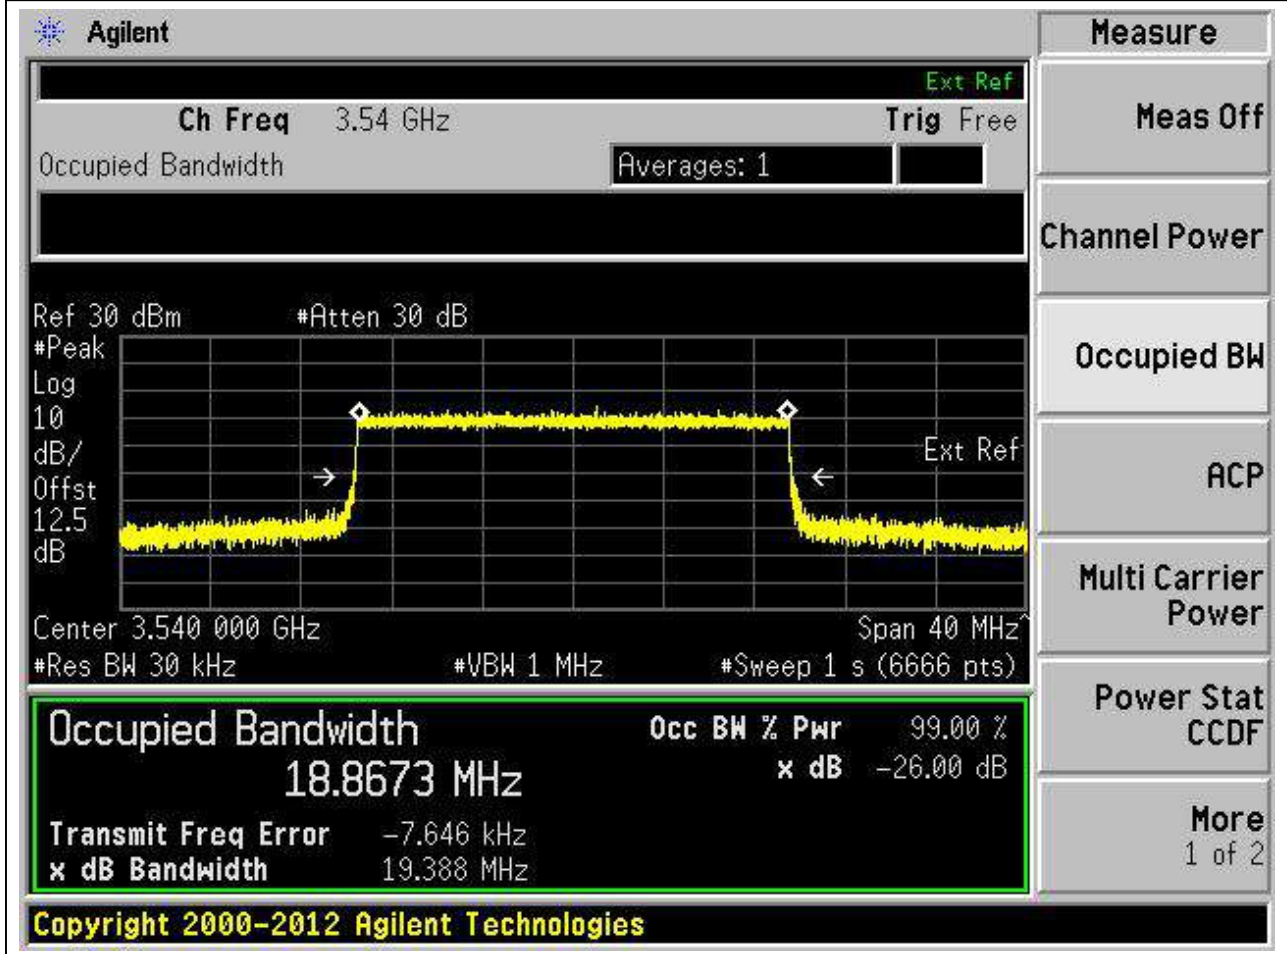 Agilent
Measure
Ext Ref
Ch Freq 3.54 GHz Trig Free
Occupied Bandwidth Averages: 1
Meas Off
Channel Power
Occupied BW
ACP
Multi Carrier
Power
Power Stat
CCDF
More
1 of 2
Ref 30 dBm #Atten 30 dB
#Peak
Log
10
dB/
Offst
12.5
dB
Ext Ref
Center 3.540 000 GHz Span 40 MHz^
#Res BW 30 kHz #VBW 1 MHz #Sweep 1 s (6666 pts)
Occupied Bandwidth Occ BW % Pwr 99.00 %
18.8673 MHz x dB -26.00 dB
Transmit Freq Error -7.646 kHz
x dB Bandwidth 19.388 MHz
Copyright 2000-2012 Agilent Technologies